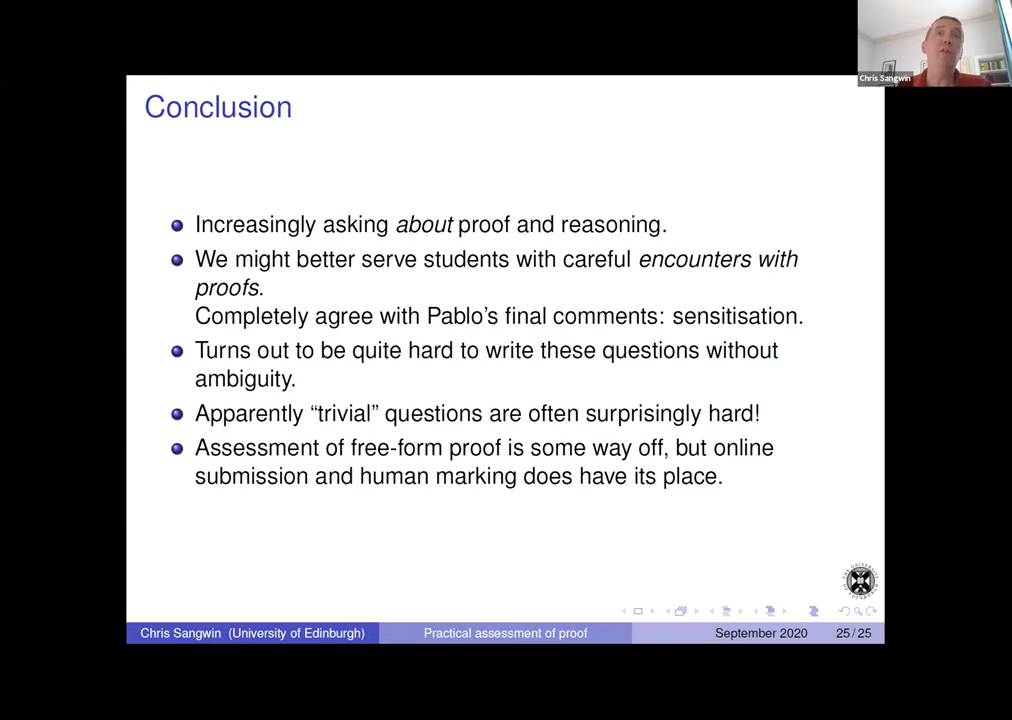 Chris Sangwin
Conclusion
Increasingly asking about proof and reasoning.
We might better serve students with careful encounters with
proofs.
Completely agree with Pablo's final comments: sensitisation.
Turns out to be quite hard to write these questions without
ambiguity.
Apparently “trivial” questions are often surprisingly hard!
Assessment of free-form proof is some way off, but online
submission and human marking does have its place.
Chris Sangwin (University of Edinburgh)
Practical assessment of proof
September 2020
25 / 25